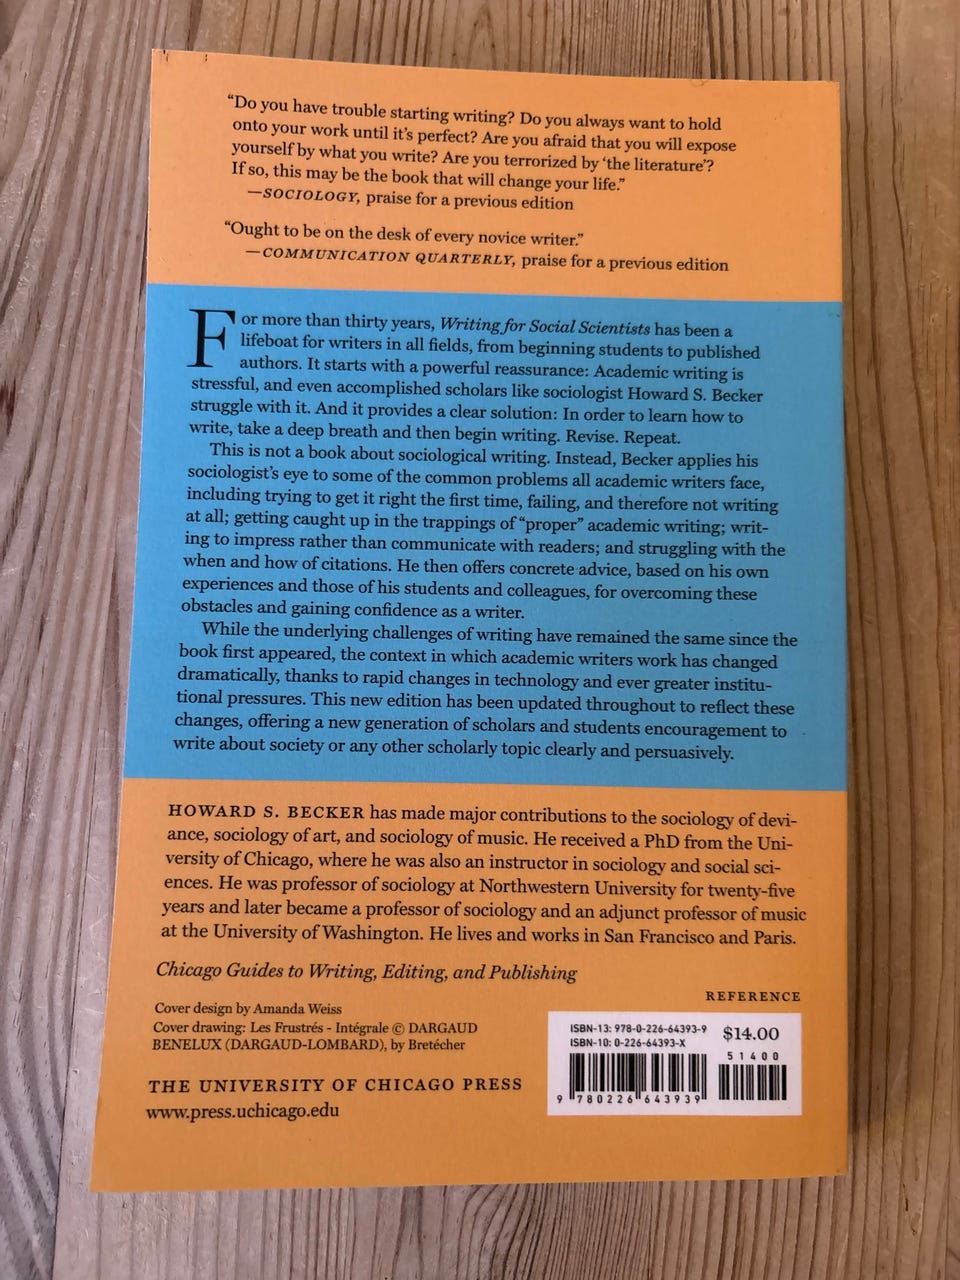 “Do you have trouble starting writing? Do you always want to hold
onto your work until it’s perfect? Are you afraid that you will expose
yourself by what you write? Are you terrorized by ‘the literature’?
If so, this may be the book that will change your life.”
—SOCIOLOGY, praise for a previous edition
“Ought to be on the desk of every novice writer.”
—COMMUNICATION QUARTERLY, praise for a previous edition
For more than thirty years, Writing for Social Scientists has been a
lifeboat for writers in all fields, from beginning students to published
authors. It starts with a powerful reassurance: Academic writing is
stressful, and even accomplished scholars like sociologist Howard S. Becker
struggle with it. And it provides a clear solution: In order to learn how to
write, take a deep breath and then begin writing. Revise. Repeat.
This is not a book about sociological writing. Instead, Becker applies his
sociologist’s eye to some of the common problems all academic writers face,
including trying to get it right the first time, failing, and therefore not writing
at all; getting caught up in the trappings of “proper” academic writing; writ-
ing to impress rather than communicate with readers; and struggling with the
when and how of citations. He then offers concrete advice, based on his own
experiences and those of his students and colleagues, for overcoming these
obstacles and gaining confidence as a writer.
While the underlying challenges of writing have remained the same since the
book first appeared, the context in which academic writers work has changed
dramatically, thanks to rapid changes in technology and ever greater institu-
tional pressures. This new edition has been updated throughout to reflect these
changes, offering a new generation of scholars and students encouragement to
write about society or any other scholarly topic clearly and persuasively.
HOWARD S. BECKER has made major contributions to the sociology of devi-
ance, sociology of art, and sociology of music. He received a PhD from the Uni-
versity of Chicago, where he was also an instructor in sociology and social sci-
ences. He was professor of sociology at Northwestern University for twenty-five
years and later became a professor of sociology and an adjunct professor of music
at the University of Washington. He lives and works in San Francisco and Paris.
Chicago Guides to Writing, Editing, and Publishing
REFERENCE
Cover design by Amanda Weiss
Cover drawing: Les Frustrés - Intégrale © DARGAUD
BENELUX (DARGAUD-LOMBARD), by Bretécher
THE UNIVERSITY OF CHICAGO PRESS
www.press.uchicago.edu
ISBN-13: 978-0-226-64393-9
ISBN-10: 0-226-64393-X
$14.00
51400
9 780226 643939